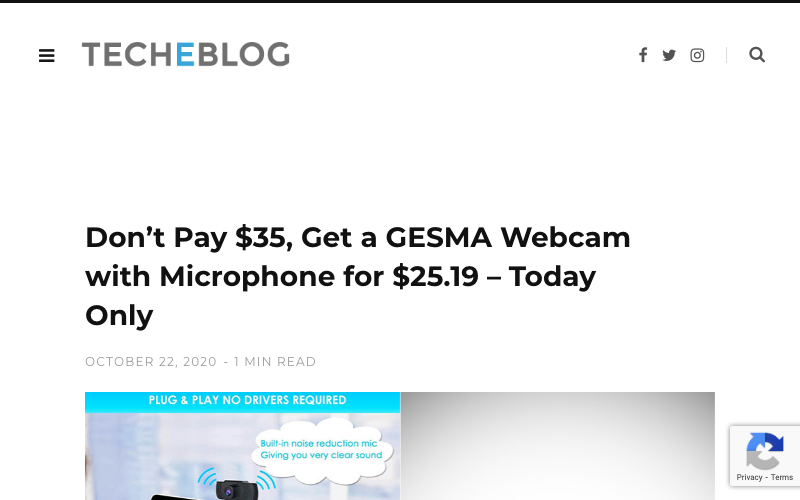 TECHEBLOG
Don’t Pay $35, Get a GESMA Webcam
with Microphone for $25.19 – Today
Only
OCTOBER 22, 2020 - 1 MIN READ
PLUG & PLAY NO DRIVERS REQUIRED
Built-in noise reduction mic
Giving you very clear sound
Privacy - Terms